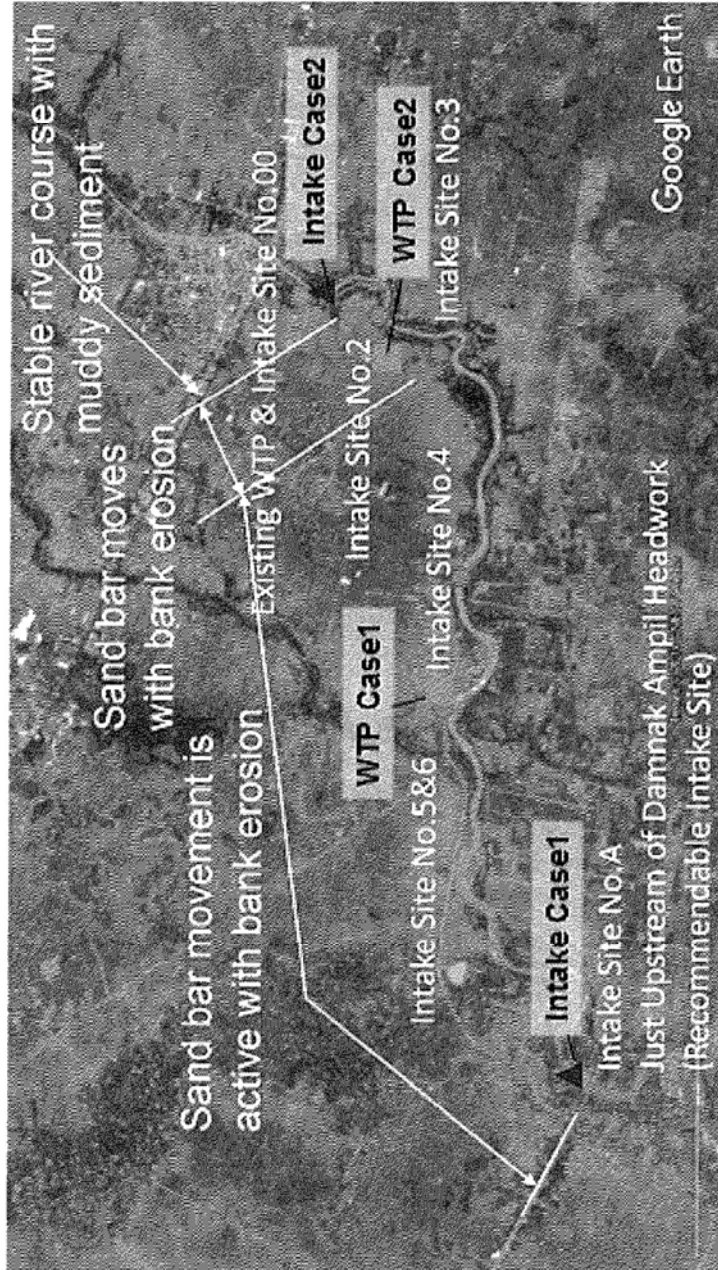 Stable river course with
muddy sediment
Sand bar moves
with bank erosion
Sand bar movement is
active with bank erosion
Existing WTP & Intake Site No.00
Intake Case2
Intake Site No.2
WTP Case2
Intake Site No.3
WTP Case1
Intake Site No.4
Intake Site No.5&6
Intake Case1
Intake Site No.A
Just Upstream of Damnak Ampil Headwork
(Recommendable Intake Site)
Google Earth